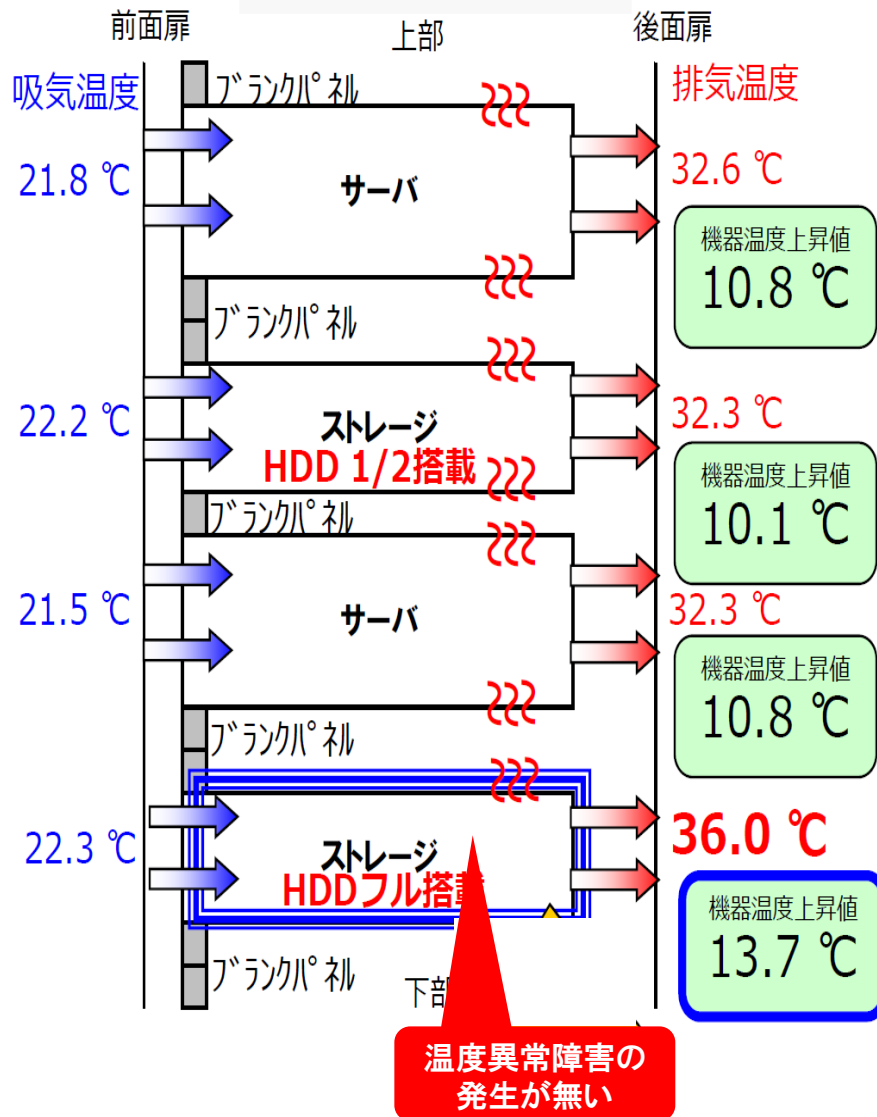 前面扉
上部
後面扉
吸気温度
ブランクパネル
排気温度
21.8 ℃
サーバ
32.6 ℃
機器温度上昇値
10.8 ℃
ブランクパネル
22.2 ℃
ストレージ
HDD 1/2搭載
32.3 ℃
機器温度上昇値
10.1 ℃
ブランクパネル
21.5 ℃
サーバ
32.3 ℃
機器温度上昇値
10.8 ℃
ブランクパネル
22.3 ℃
ストレージ
HDDフル搭載
36.0 ℃
機器温度上昇値
13.7 ℃
ブランクパネル
下部
温度異常障害の
発生が無い